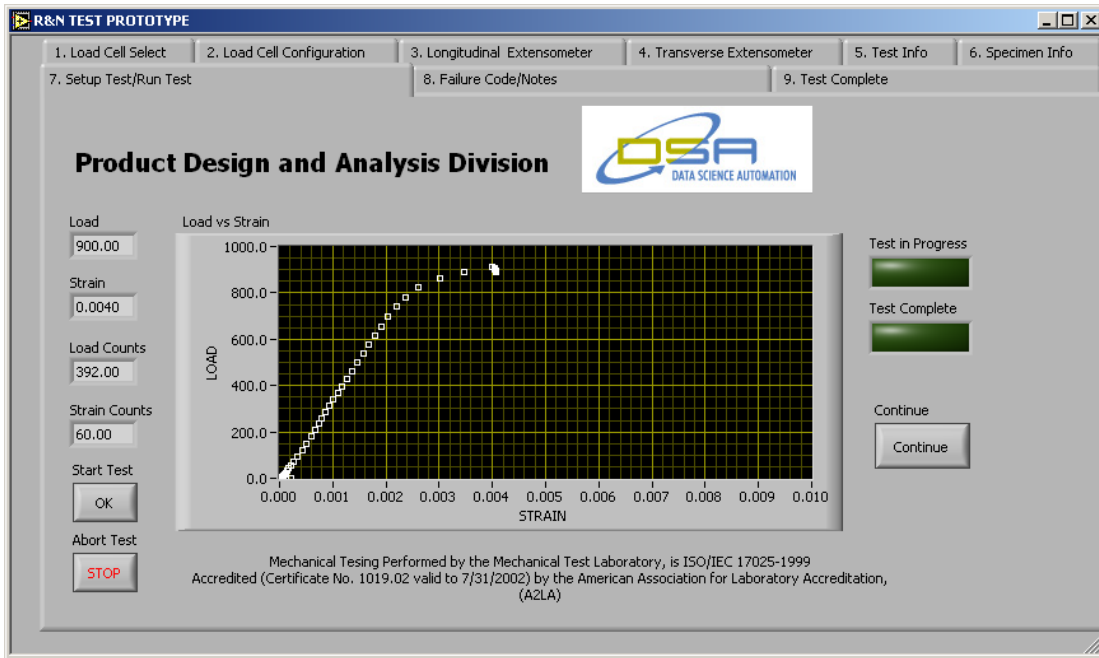 R&N TEST PROTOTYPE
1. Load Cell Select
2. Load Cell Configuration
3. Longitudinal Extensometer
4. Transverse Extensometer
5. Test Info
6. Specimen Info
7. Setup Test/Run Test
8. Failure Code/Notes
9. Test Complete
Product Design and Analysis Division
DSA
DATA SCIENCE AUTOMATION
Load
900.00
Strain
0.0040
Load Counts
392.00
Strain Counts
60.00
Start Test
OK
Abort Test
STOP
Load vs Strain
1000.0
800.0
600.0
400.0
200.0
0.0
LOAD
0.000 0.001 0.002 0.003 0.004 0.005 0.006 0.007 0.008 0.009 0.010
STRAIN
Test in Progress
Test Complete
Continue
Continue
Mechanical Tesing Performed by the Mechanical Test Laboratory, is ISO/IEC 17025-1999
Accredited (Certificate No. 1019.02 valid to 7/31/2002) by the American Association for Laboratory Accreditation,
(A2LA)